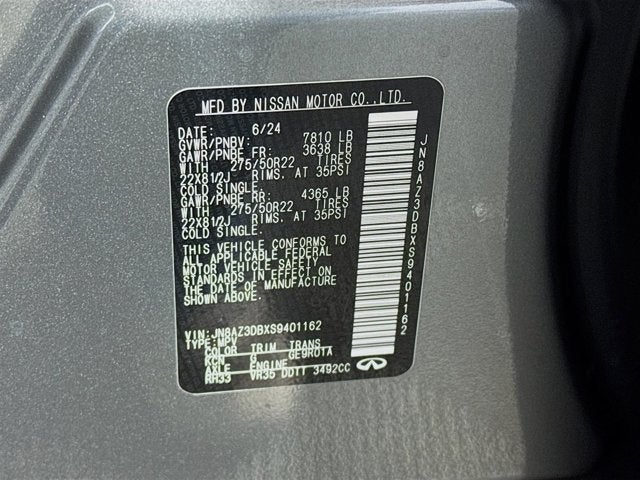 MFD BY NISSAN MOTOR CO.,LTD.
DATE: 6/24
GVWR/PNBV: 7810 LB
GAWR/PNBE FR: 3638 LB
WITH 275/50R22 TIRES
22X81/2J RIMS. AT 35PSI
COLD SINGLE.
GAWR/PNBE RR: 4365 LB
WITH 275/50R22 TIRES
22X81/2J RIMS. AT 35PSI
COLD SINGLE.
THIS VEHICLE CONFORMS TO
ALL APPLICABLE FEDERAL
MOTOR VEHICLE SAFETY
STANDARDS IN EFFECT ON
THE DATE OF MANUFACTURE
SHOWN ABOVE.
VIN: JN8AZ3DBXS9401162
TYPE: MPV
COLOR TRIM TRANS
KCN G GE9R01A
AXLE ENGINE
RH33 VR35 DDTT 3492CC
JN8AZ3DBXS9401162